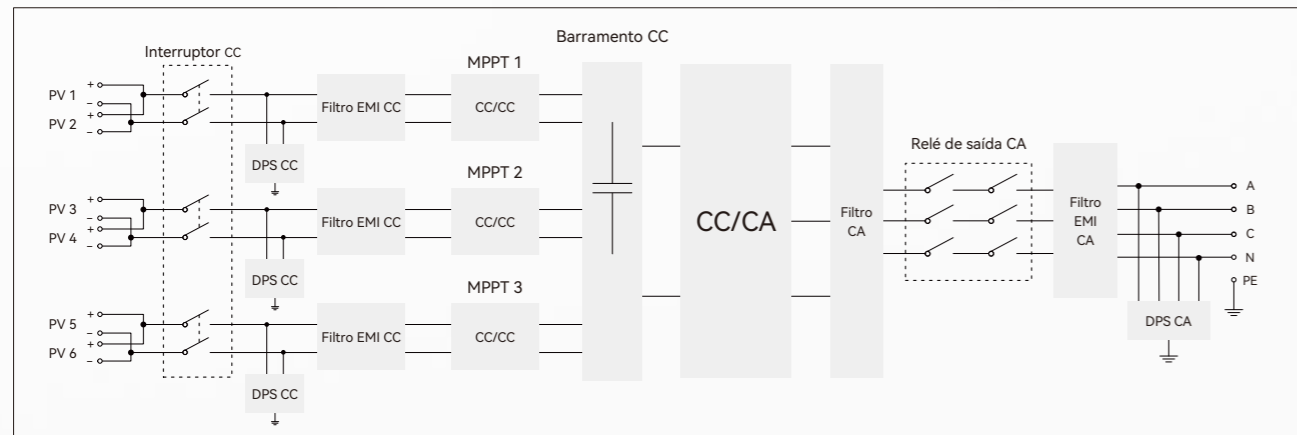 Barramento CC
Interruptor CC
MPPT 1
PV 1
+
−
Filtro EMI CC
CC/CC
+
PV 2
−
DPS CC
Relé de saída CA
MPPT 2
PV 3
+
−
Filtro EMI CC
CC/CC
CC/CA
Filtro
CA
Filtro
EMI
CA
A
B
C
N
PE
+
PV 4
−
DPS CC
MPPT 3
PV 5
+
−
Filtro EMI CC
CC/CC
DPS CA
+
PV 6
−
DPS CC